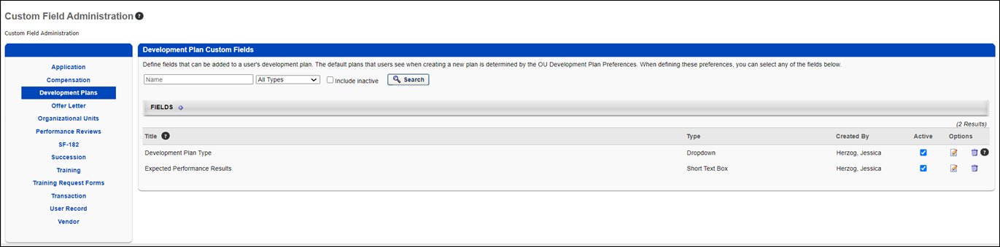 Custom Field Administration ?
Custom Field Administration
Application
Compensation
Development Plans
Offer Letter
Organizational Units
Performance Reviews
SF-182
Succession
Training
Training Request Forms
Transaction
User Record
Vendor
Development Plan Custom Fields
Define fields that can be added to a user's development plan. The default plans that users see when creating a new plan is determined by the OU Development Plan Preferences. When defining these preferences, you can select any of the fields below.
Name All Types Include inactive Search
FIELDS
(2 Results)
Title ? Type Created By Active Options
Development Plan Type Dropdown Herzog, Jessica ?
Expected Performance Results Short Text Box Herzog, Jessica